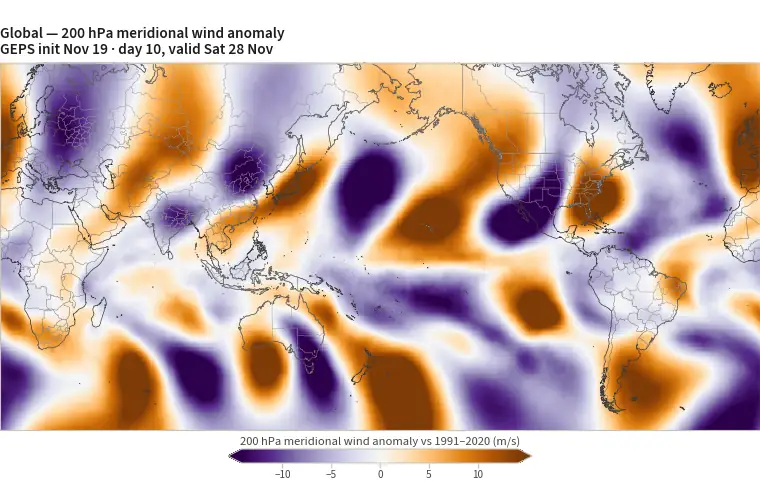 Global — 200 hPa meridional wind anomaly
GEPS init Nov 19 · day 10, valid Sat 28 Nov
200 hPa meridional wind anomaly vs 1991–2020 (m/s)
−10 −5 0 5 10